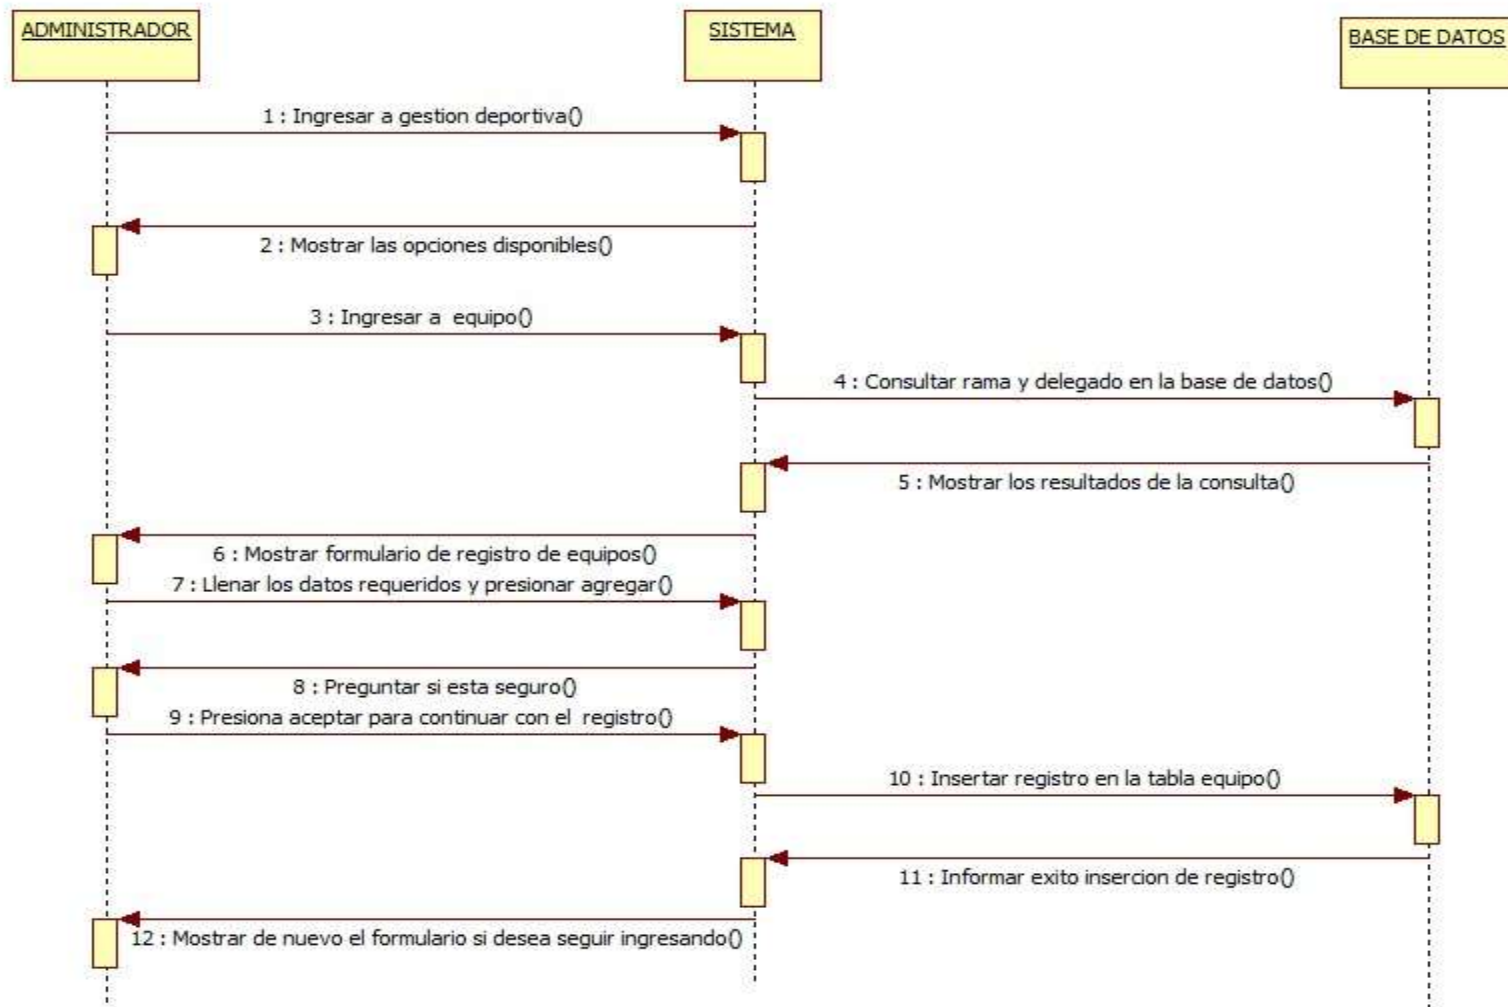 ADMINISTRADOR
SISTEMA
BASE DE DATOS
1 : Ingresar a gestion deportiva()
2 : Mostrar las opciones disponibles()
3 : Ingresar a equipo()
4 : Consultar rama y delegado en la base de datos()
5 : Mostrar los resultados de la consulta()
6 : Mostrar formulario de registro de equipos()
7 : Llenar los datos requeridos y presionar agregar()
8 : Preguntar si esta seguro()
9 : Presiona aceptar para continuar con el registro()
10 : Insertar registro en la tabla equipo()
11 : Informar exito insercion de registro()
12 : Mostrar de nuevo el formulario si desea seguir ingresando()